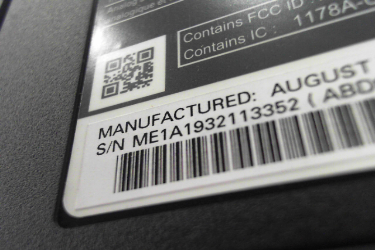 Contains FCC ID
Contains IC : 1178A-
MANUFACTURED: AUGUST
S/N ME1A1932113352 ( ABD